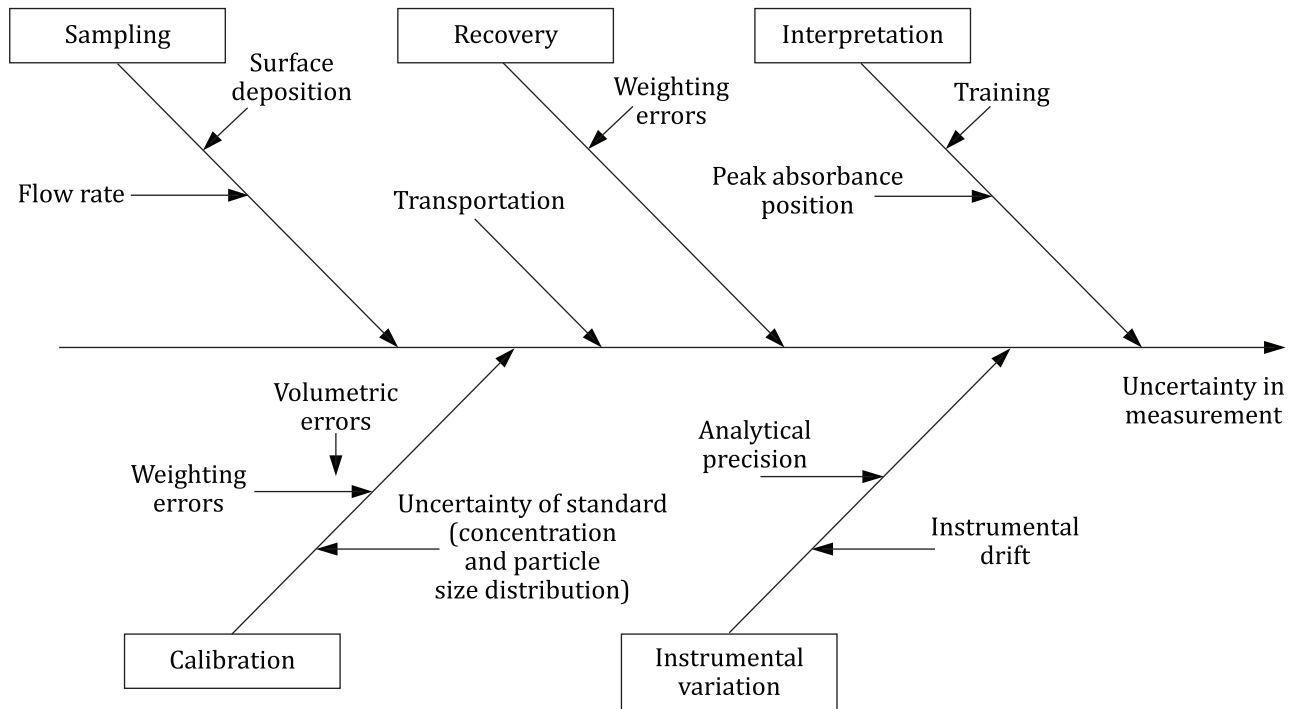 Sampling
Recovery
Interpretation
Surface
deposition
Weighting
errors
Training
Flow rate
Transportation
Peak absorbance
position
Uncertainty in
measurement
Volumetric
errors
Weighting
errors
Uncertainty of standard
(concentration
and particle
size distribution)
Analytical
precision
Instrumental
drift
Calibration
Instrumental
variation